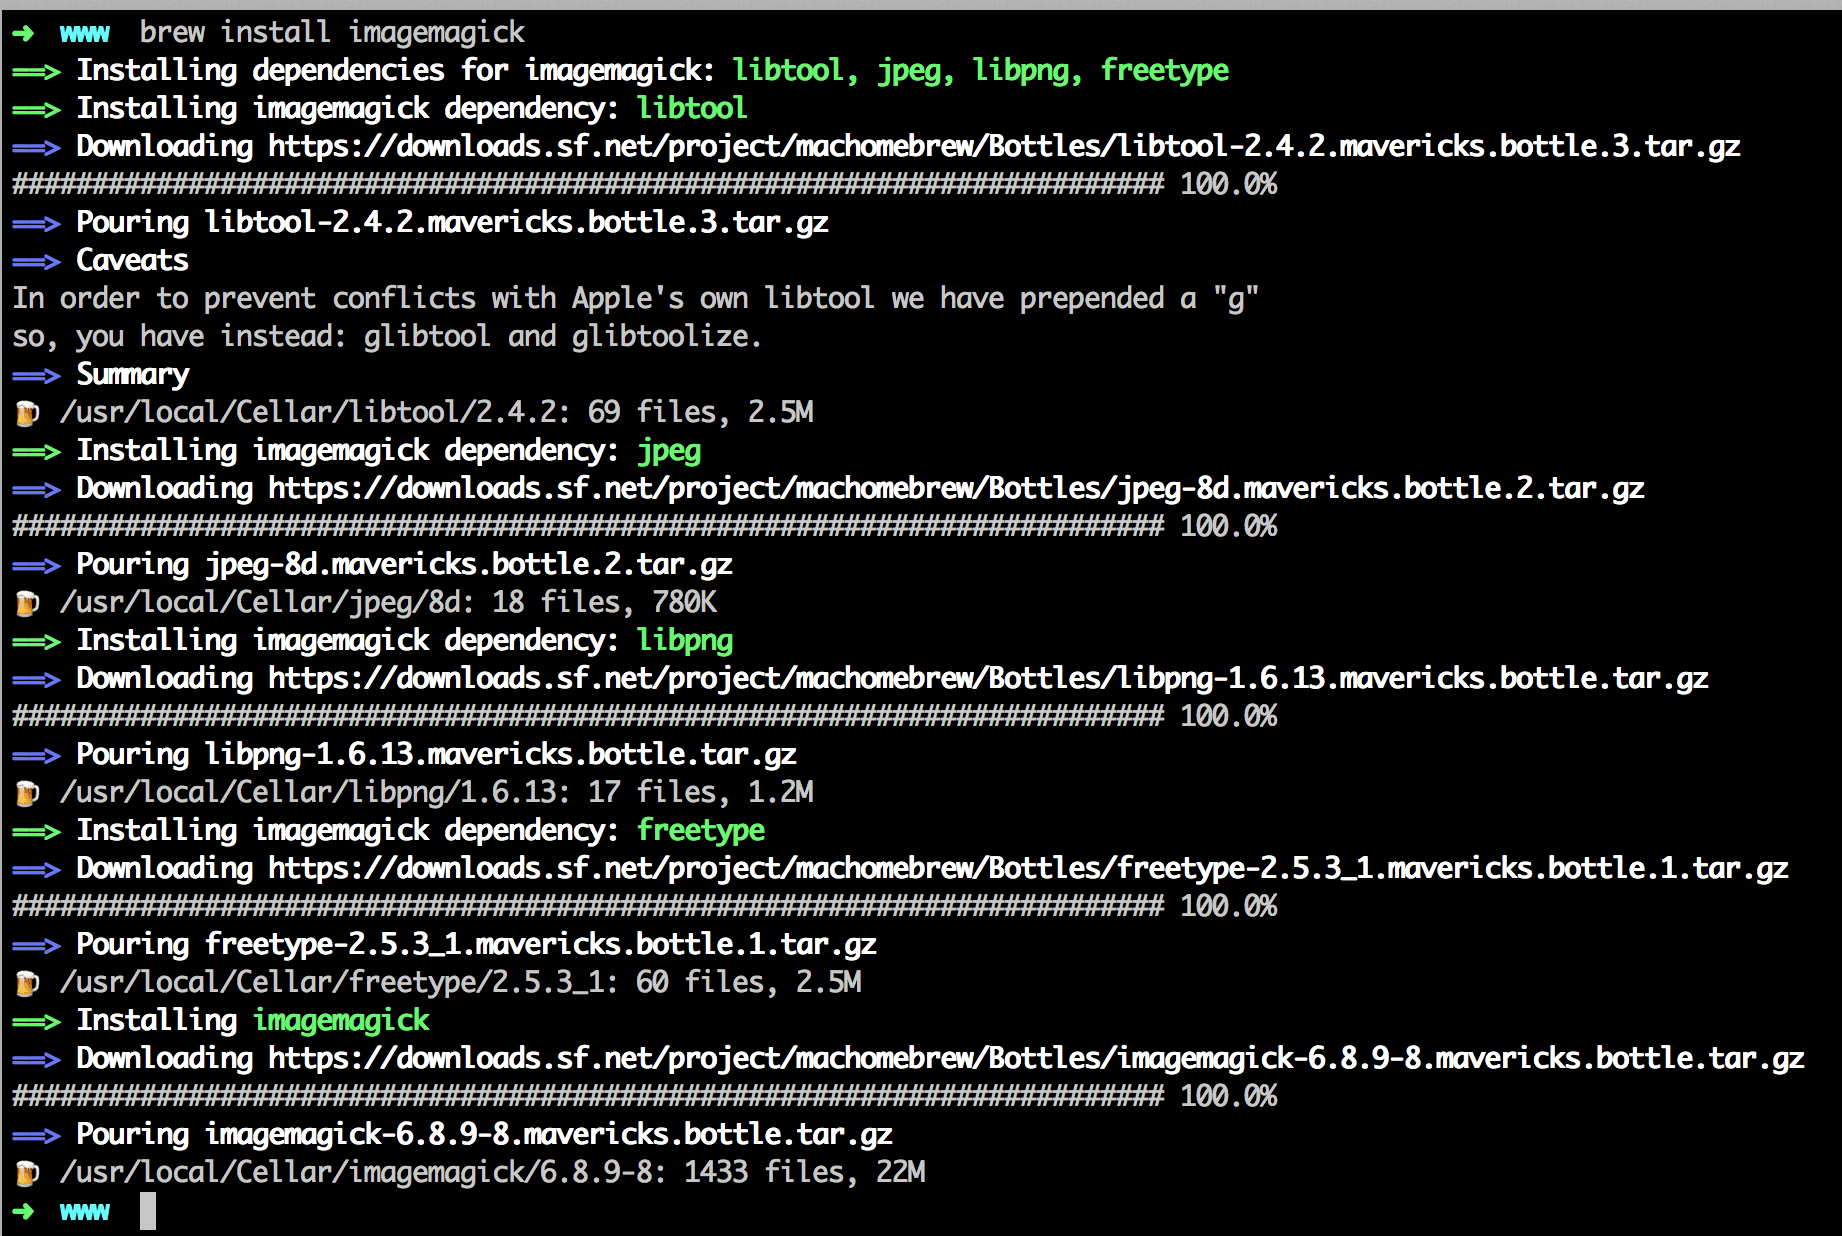 ➜  www  brew install imagemagick
==> Installing dependencies for imagemagick: libtool, jpeg, libpng, freetype
==> Installing imagemagick dependency: libtool
==> Downloading https://downloads.sf.net/project/machomebrew/Bottles/libtool-2.4.2.mavericks.bottle.3.tar.gz
######################################################################## 100.0%
==> Pouring libtool-2.4.2.mavericks.bottle.3.tar.gz
==> Caveats
In order to prevent conflicts with Apple's own libtool we have prepended a "g"
so, you have instead: glibtool and glibtoolize.
==> Summary
🍺  /usr/local/Cellar/libtool/2.4.2: 69 files, 2.5M
==> Installing imagemagick dependency: jpeg
==> Downloading https://downloads.sf.net/project/machomebrew/Bottles/jpeg-8d.mavericks.bottle.2.tar.gz
######################################################################## 100.0%
==> Pouring jpeg-8d.mavericks.bottle.2.tar.gz
🍺  /usr/local/Cellar/jpeg/8d: 18 files, 780K
==> Installing imagemagick dependency: libpng
==> Downloading https://downloads.sf.net/project/machomebrew/Bottles/libpng-1.6.13.mavericks.bottle.tar.gz
######################################################################## 100.0%
==> Pouring libpng-1.6.13.mavericks.bottle.tar.gz
🍺  /usr/local/Cellar/libpng/1.6.13: 17 files, 1.2M
==> Installing imagemagick dependency: freetype
==> Downloading https://downloads.sf.net/project/machomebrew/Bottles/freetype-2.5.3_1.mavericks.bottle.1.tar.gz
######################################################################## 100.0%
==> Pouring freetype-2.5.3_1.mavericks.bottle.1.tar.gz
🍺  /usr/local/Cellar/freetype/2.5.3_1: 60 files, 2.5M
==> Installing imagemagick
==> Downloading https://downloads.sf.net/project/machomebrew/Bottles/imagemagick-6.8.9-8.mavericks.bottle.tar.gz
######################################################################## 100.0%
==> Pouring imagemagick-6.8.9-8.mavericks.bottle.tar.gz
🍺  /usr/local/Cellar/imagemagick/6.8.9-8: 1433 files, 22M
➜  www